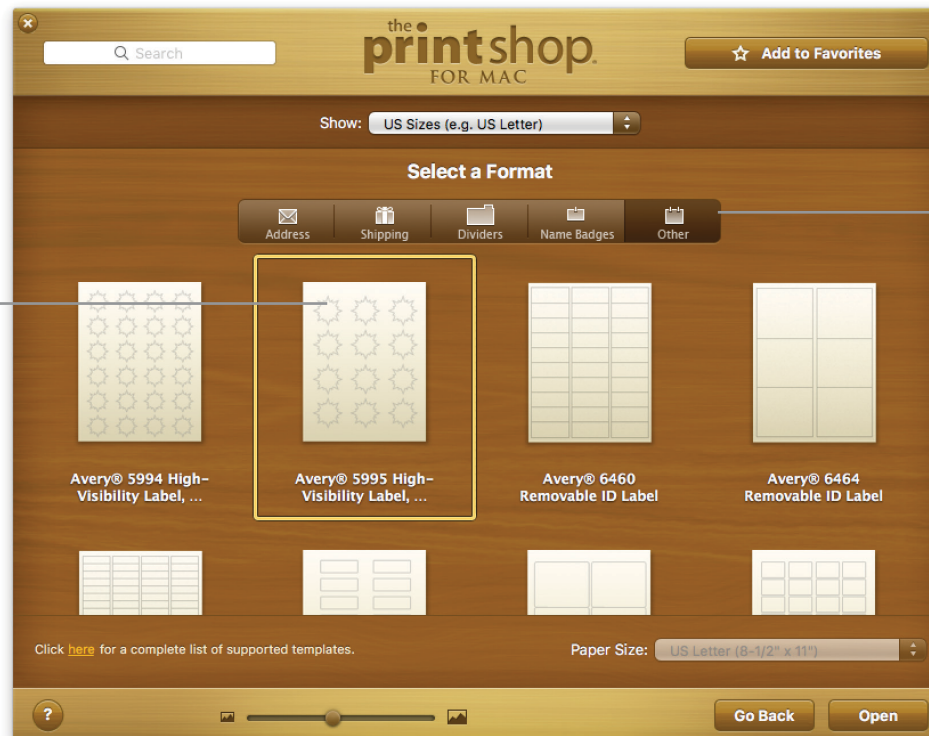 Search
the
printshop.
FOR MAC
Add to Favorites
Show: US Sizes (e.g. US Letter)
Select a Format
Address Shipping Dividers Name Badges Other
Avery® 5994 High-
Visibility Label, ...
Avery® 5995 High-
Visibility Label, ...
Avery® 6460
Removable ID Label
Avery® 6464
Removable ID Label
Click here for a complete list of supported templates.
Paper Size: US Letter (8-1/2" x 11")
?
Go Back
Open